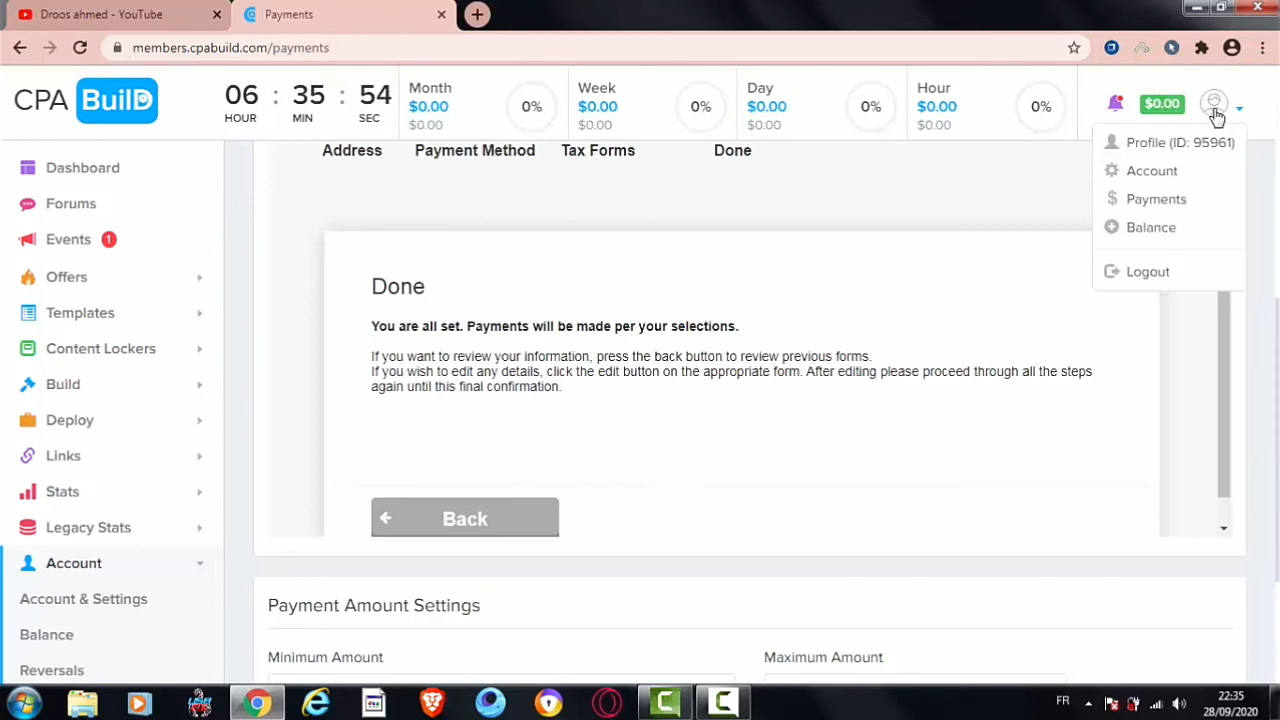 Droos ahmed - YouTube
Payments
members.cpabuild.com/payments
CPA BuilD
06 : 35 : 54
HOUR MIN SEC
Month
$0.00
$0.00
0%
Week
$0.00
$0.00
0%
Day
$0.00
$0.00
0%
Hour
$0.00
$0.00
0%
$0.00
Profile (ID: 95961)
Account
Payments
Balance
Logout
Dashboard
Forums
Events 1
Offers
Templates
Content Lockers
Build
Deploy
Links
Stats
Legacy Stats
Account
Account & Settings
Balance
Reversals
Address Payment Method Tax Forms Done
Done
You are all set. Payments will be made per your selections.
If you want to review your information, press the back button to review previous forms.
If you wish to edit any details, click the edit button on the appropriate form. After editing please proceed through all the steps
again until this final confirmation.
Back
Payment Amount Settings
Minimum Amount Maximum Amount
FR
22:35
28/09/2020